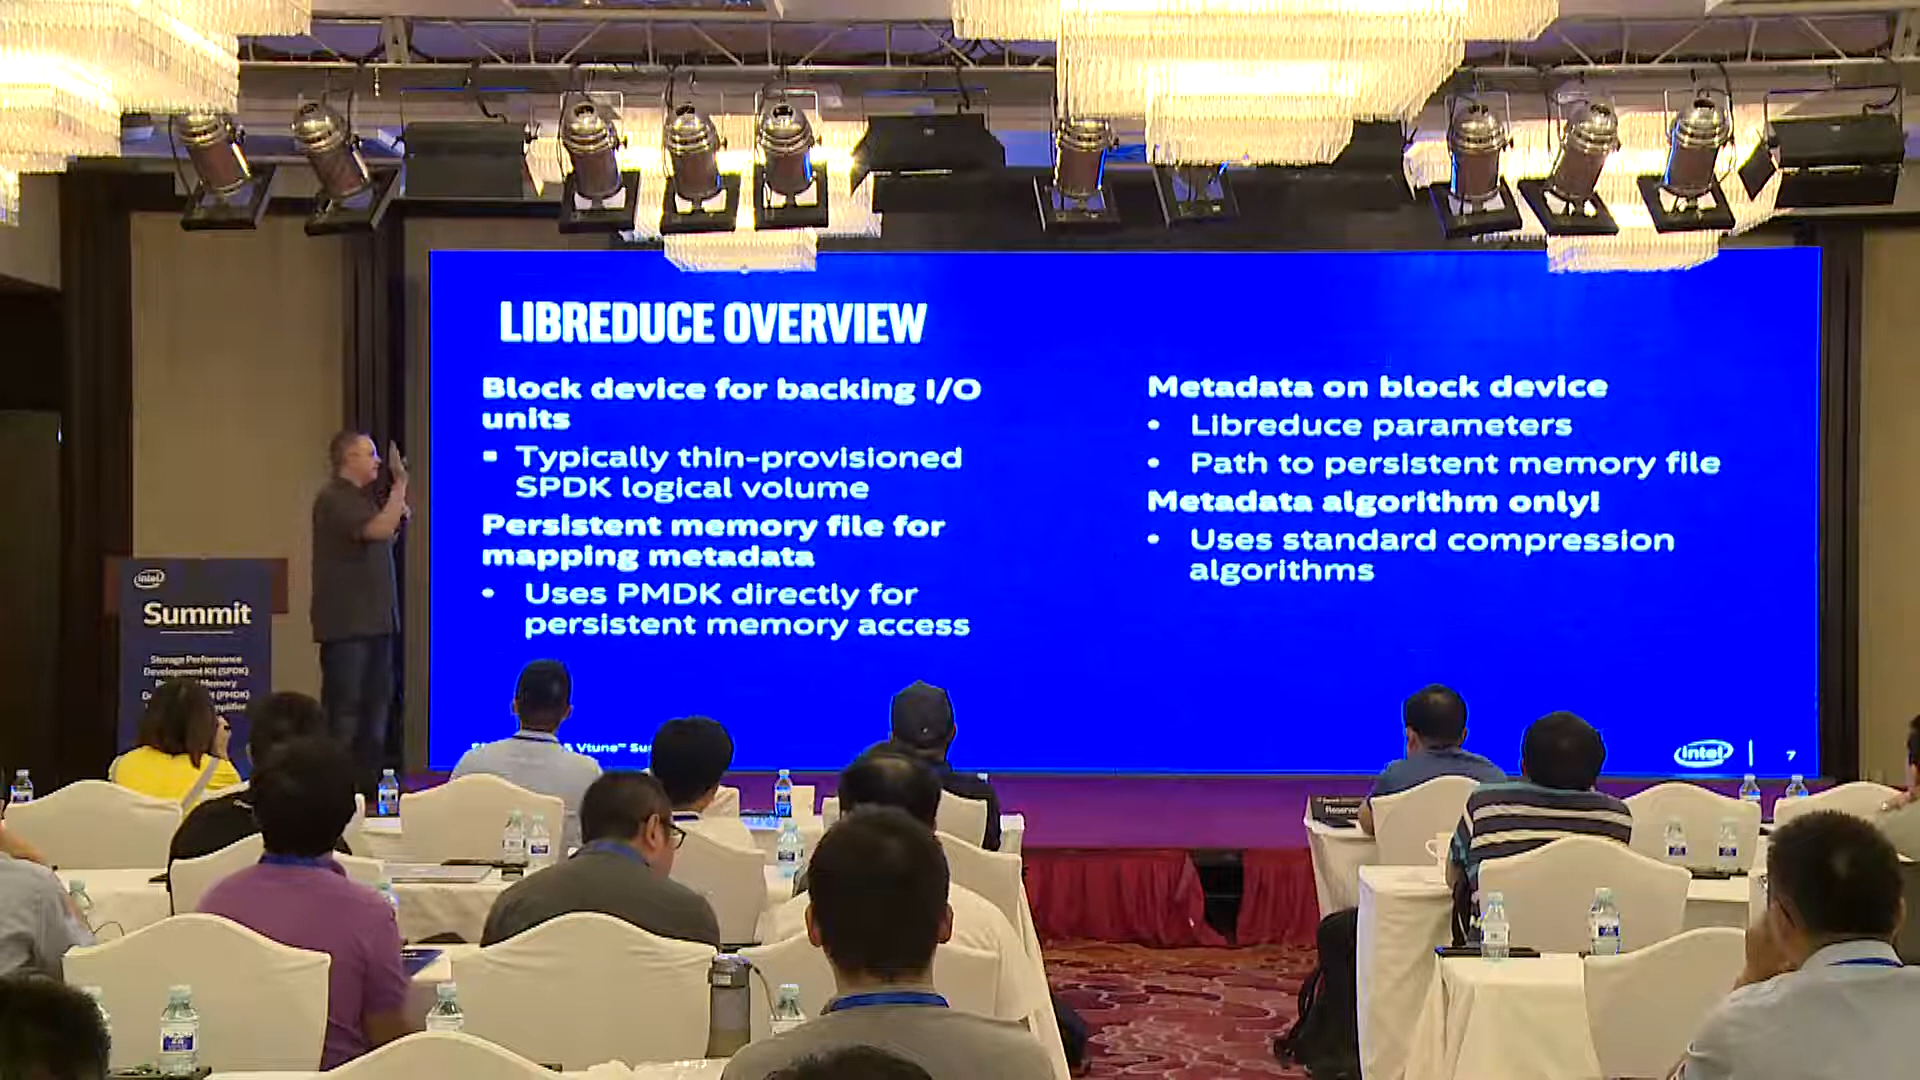 LIBREDUCE OVERVIEW
Block device for backing I/O
units
▪ Typically thin-provisioned
SPDK logical volume
Persistent memory file for
mapping metadata
• Uses PMDK directly for
persistent memory access
Metadata on block device
• Libreduce parameters
• Path to persistent memory file
Metadata algorithm only!
• Uses standard compression
algorithms
Vtune™
intel
7
intel
Summit
Storage Performance
Development Kit (SPDK)
Memory
(PMDK)
Reserved